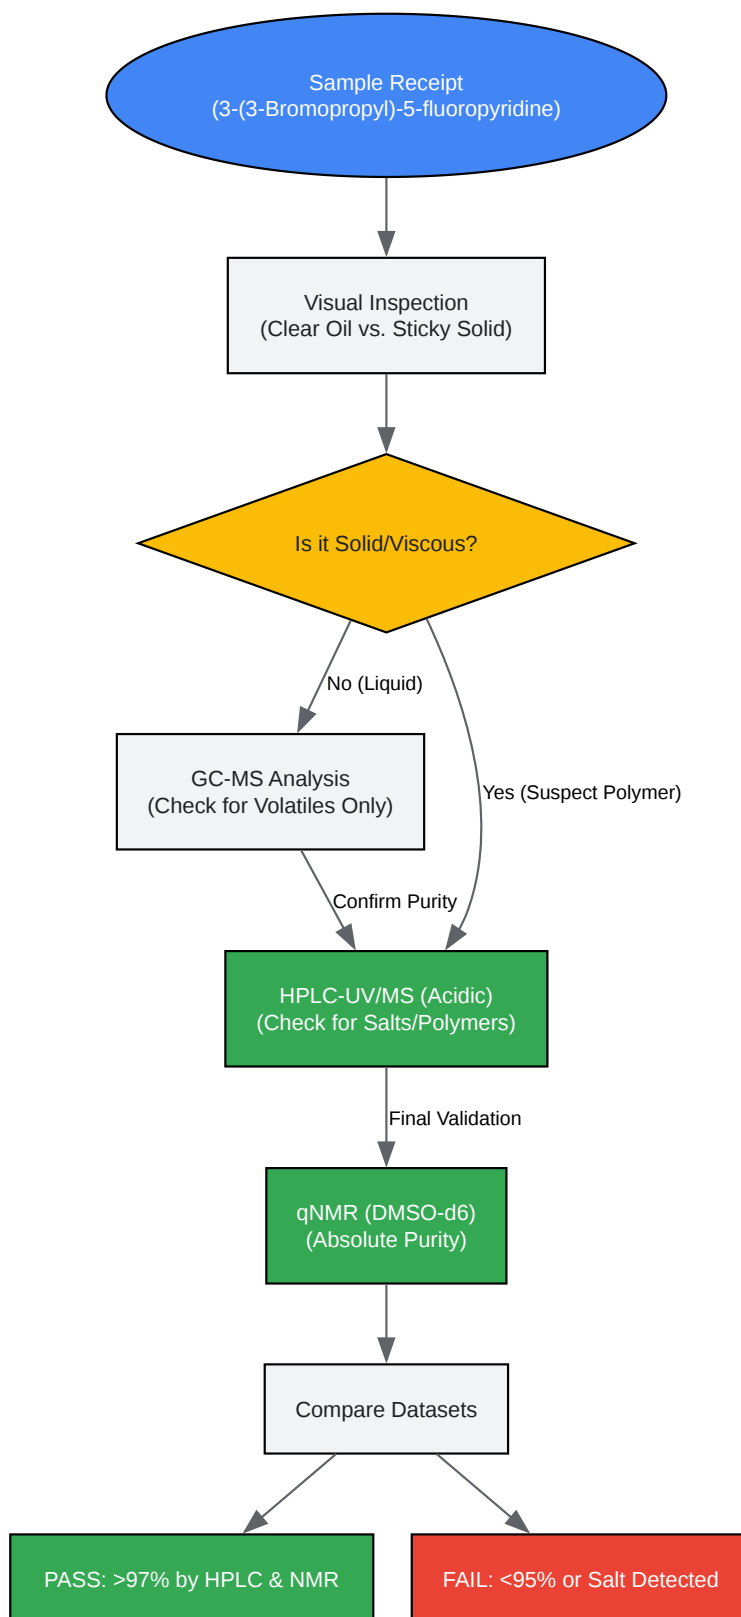 Sample Receipt
(3-(3-Bromopropyl)-5-fluoropyridine)
Visual Inspection
(Clear Oil vs. Sticky Solid)
Is it Solid/Viscous?
No (Liquid)
GC-MS Analysis
(Check for Volatiles Only)
Yes (Suspect Polymer)
Confirm Purity
HPLC-UV/MS (Acidic)
(Check for Salts/Polymers)
Final Validation
qNMR (DMSO-d6)
(Absolute Purity)
Compare Datasets
PASS: >97% by HPLC & NMR
FAIL: <95% or Salt Detected